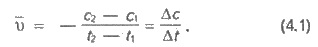 ῡ = − (c₂ − c₁)/(t₂ − t₁) = Δc/Δt . (4.1)